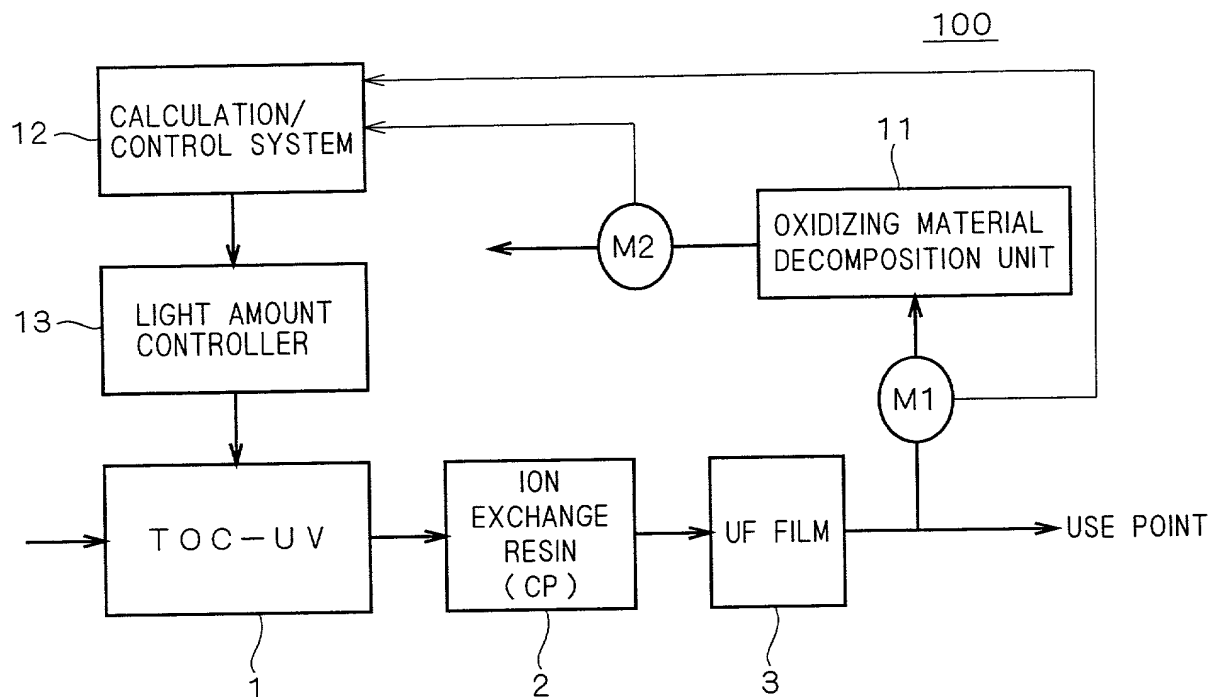 100
CALCULATION/
CONTROL SYSTEM
12
11
OXIDIZING MATERIAL
DECOMPOSITION UNIT
M2
LIGHT AMOUNT
CONTROLLER
13
M1
TOC-UV
ION
EXCHANGE
RESIN
(CP)
UF FILM
USE POINT
1
2
3